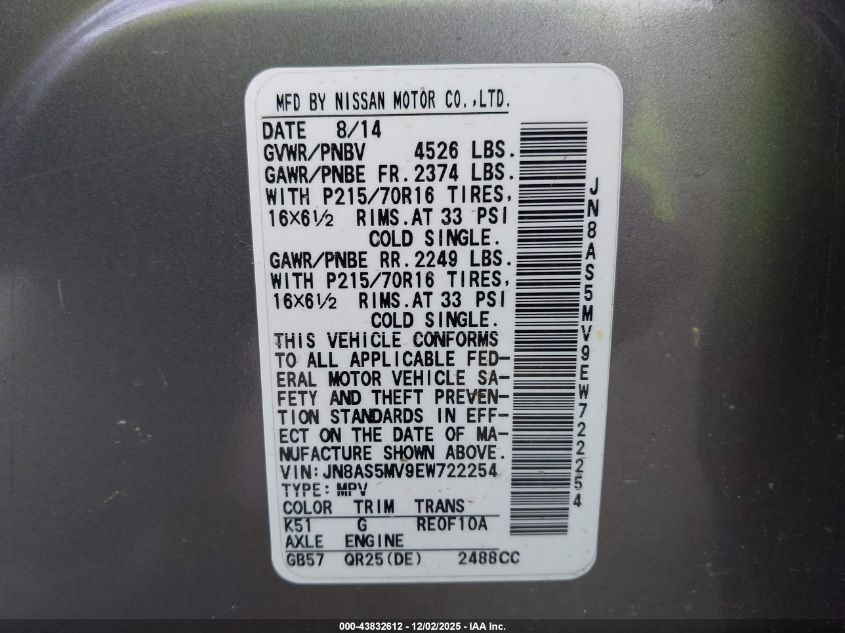 MFD BY NISSAN MOTOR CO.,LTD.
DATE 8/14
GVWR/PNBV 4526 LBS.
GAWR/PNBE FR. 2374 LBS.
WITH P215/70R16 TIRES,
16X6½ RIMS. AT 33 PSI
COLD SINGLE.
GAWR/PNBE RR. 2249 LBS.
WITH P215/70R16 TIRES,
16X6½ RIMS. AT 33 PSI
COLD SINGLE.
THIS VEHICLE CONFORMS
TO ALL APPLICABLE FED-
ERAL MOTOR VEHICLE SA-
FETY AND THEFT PREVEN-
TION STANDARDS IN EFF-
ECT ON THE DATE OF MA-
NUFACTURE SHOWN ABOVE.
VIN: JN8AS5MV9EW722254
TYPE: MPV
COLOR TRIM TRANS
K51 G RE0F10A
AXLE ENGINE
GB57 QR25(DE) 2488CC
JN8AS5MV9EW722254
000-43832612 - 12/02/2025 - IAA Inc.